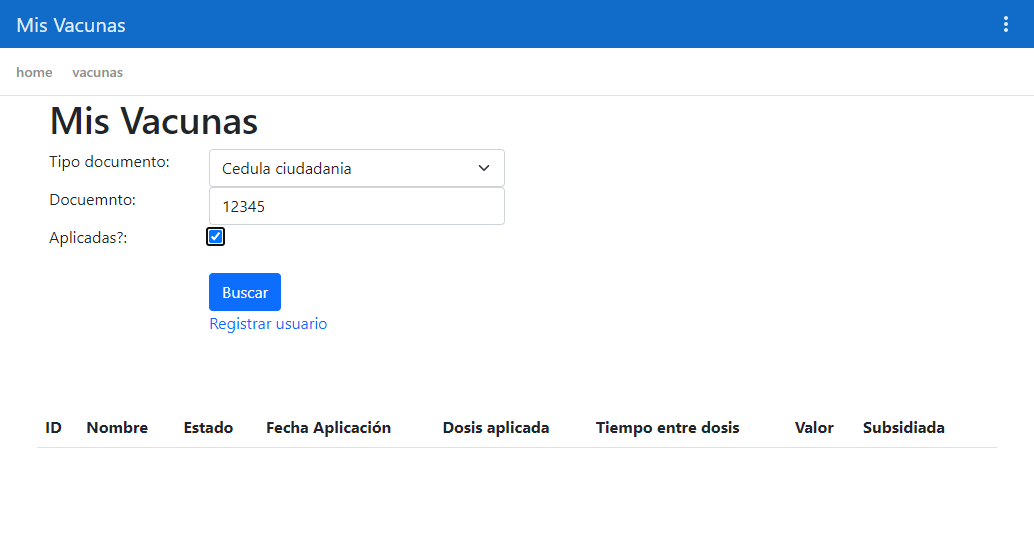 Mis Vacunas
home vacunas
Mis Vacunas
Tipo documento: Cedula ciudadania
Docuemnto: 12345
Aplicadas?:
Buscar
Registrar usuario
ID Nombre Estado Fecha Aplicación Dosis aplicada Tiempo entre dosis Valor Subsidiada